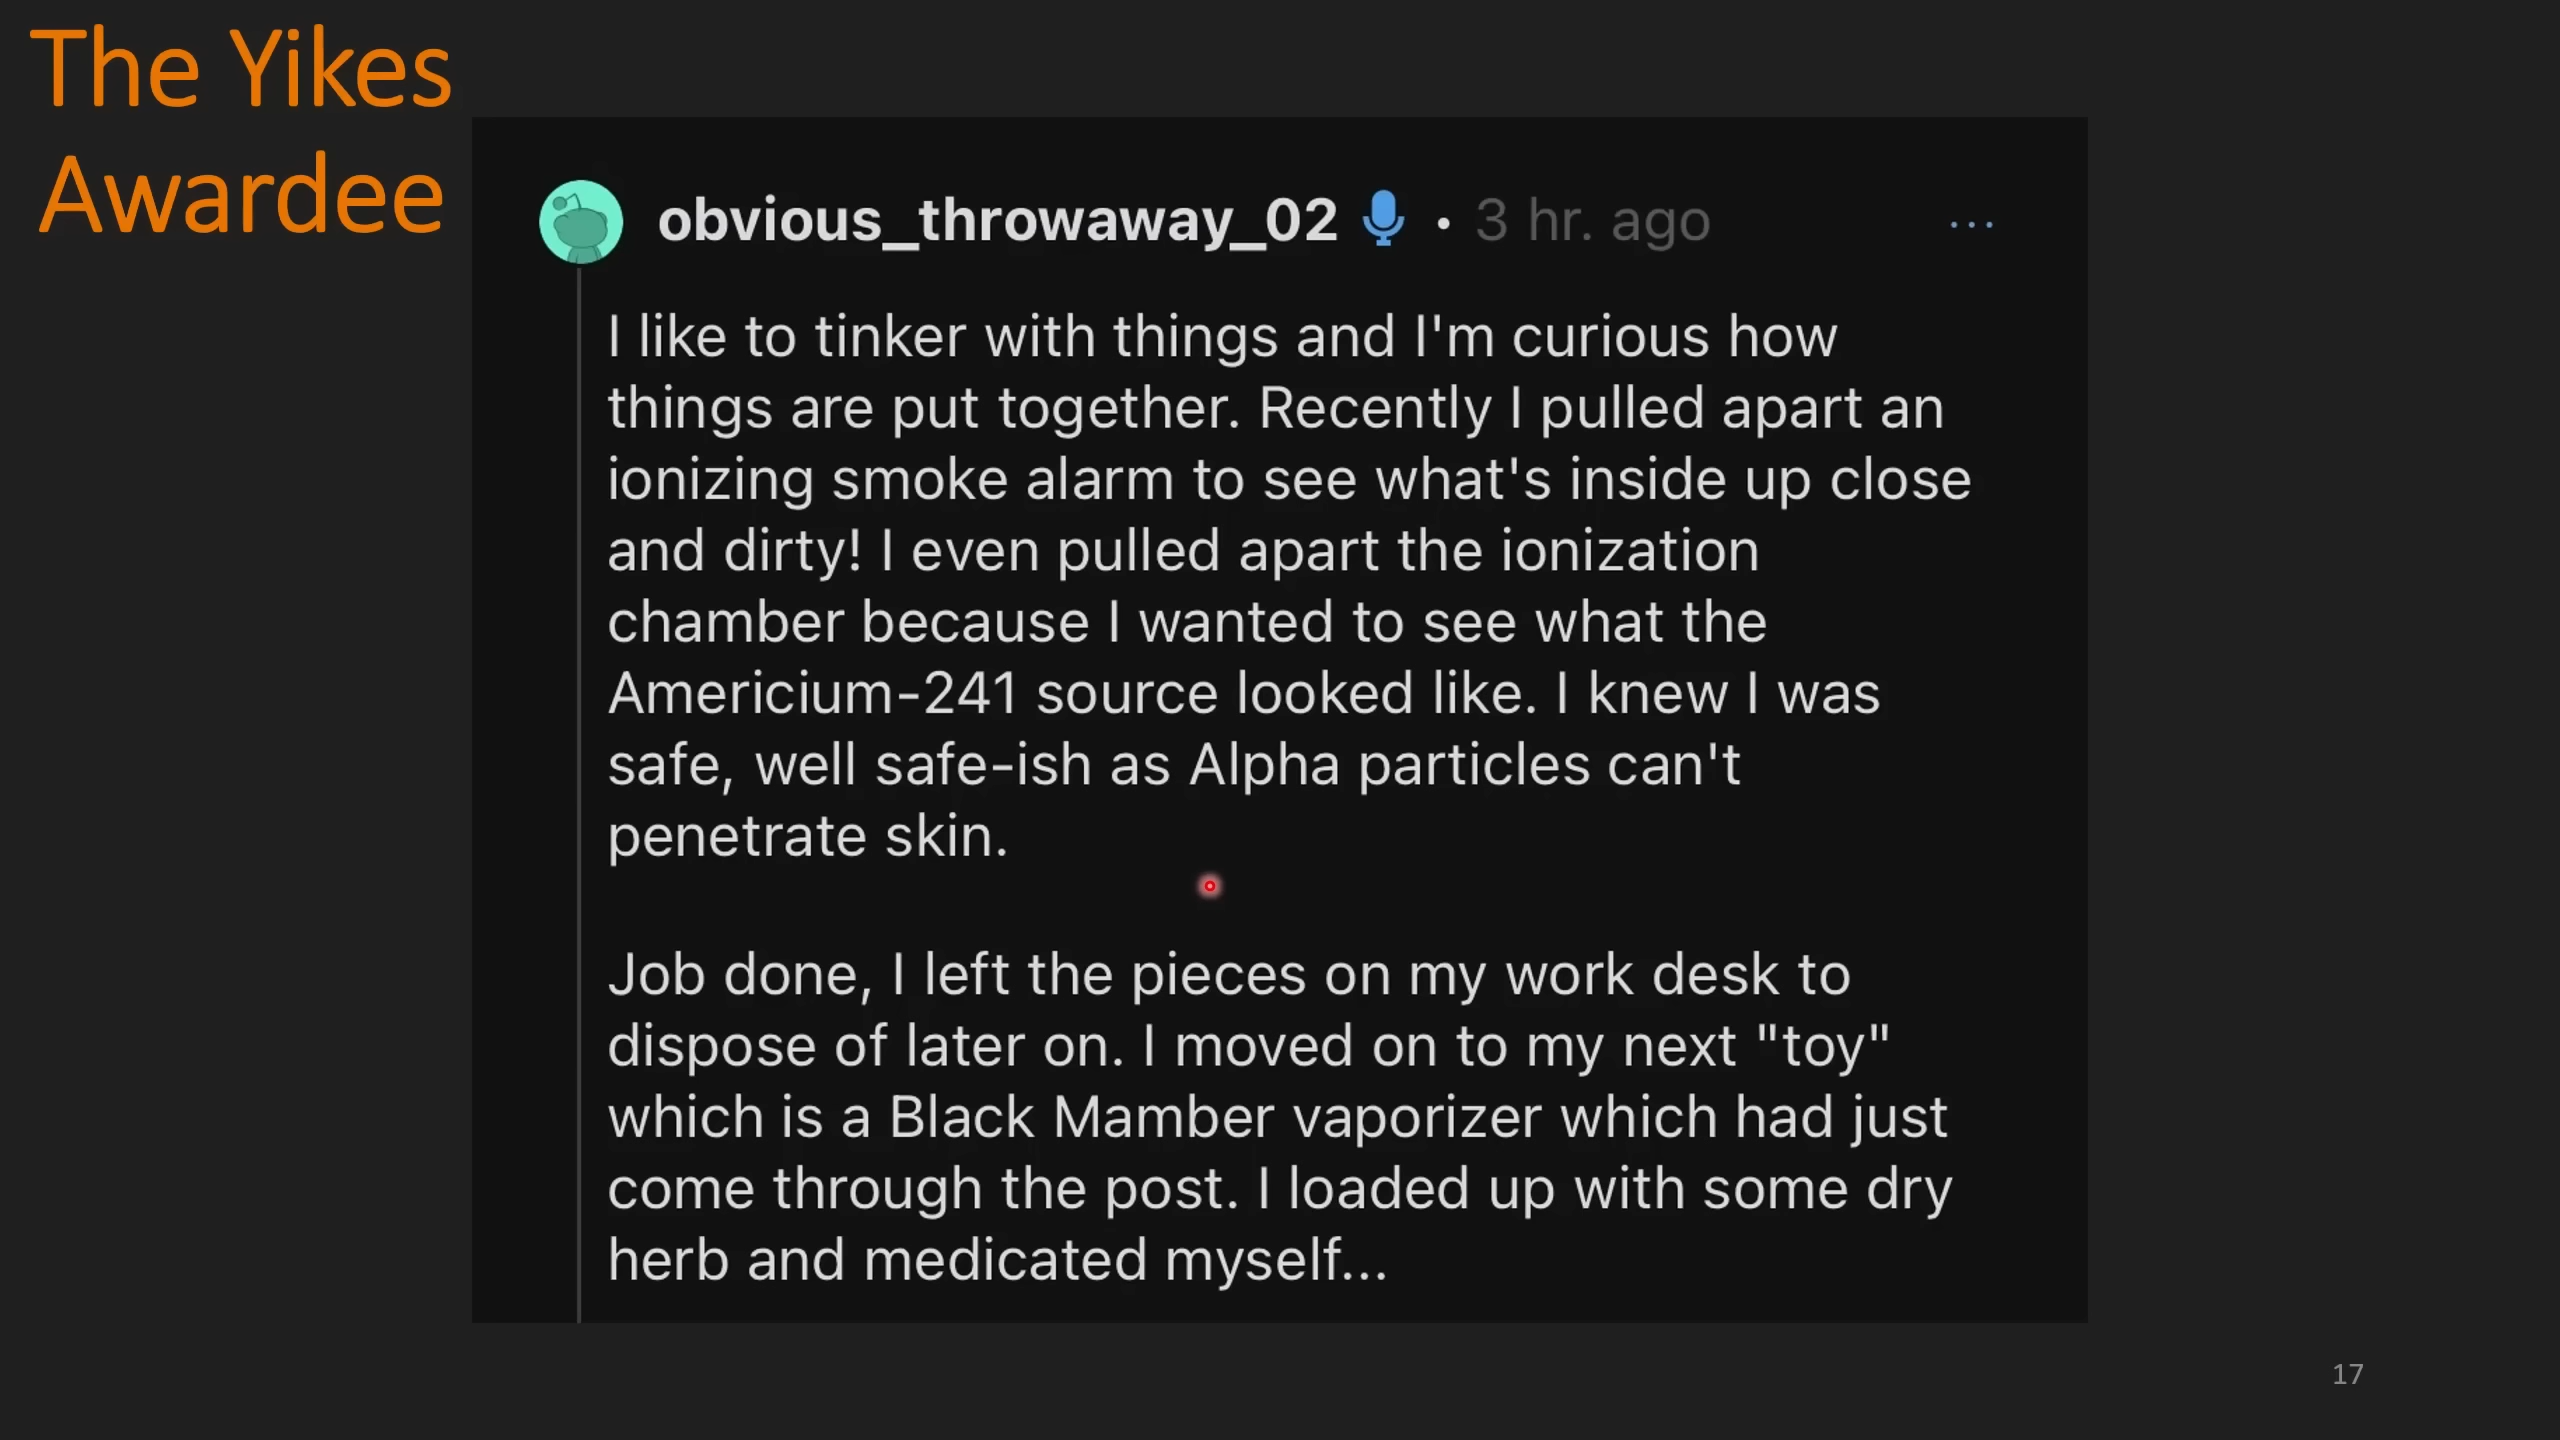 The Yikes
Awardee
obvious_throwaway_02 • 3 hr. ago ...
I like to tinker with things and I'm curious how
things are put together. Recently I pulled apart an
ionizing smoke alarm to see what's inside up close
and dirty! I even pulled apart the ionization
chamber because I wanted to see what the
Americium-241 source looked like. I knew I was
safe, well safe-ish as Alpha particles can't
penetrate skin.
Job done, I left the pieces on my work desk to
dispose of later on. I moved on to my next "toy"
which is a Black Mamber vaporizer which had just
come through the post. I loaded up with some dry
herb and medicated myself...
17